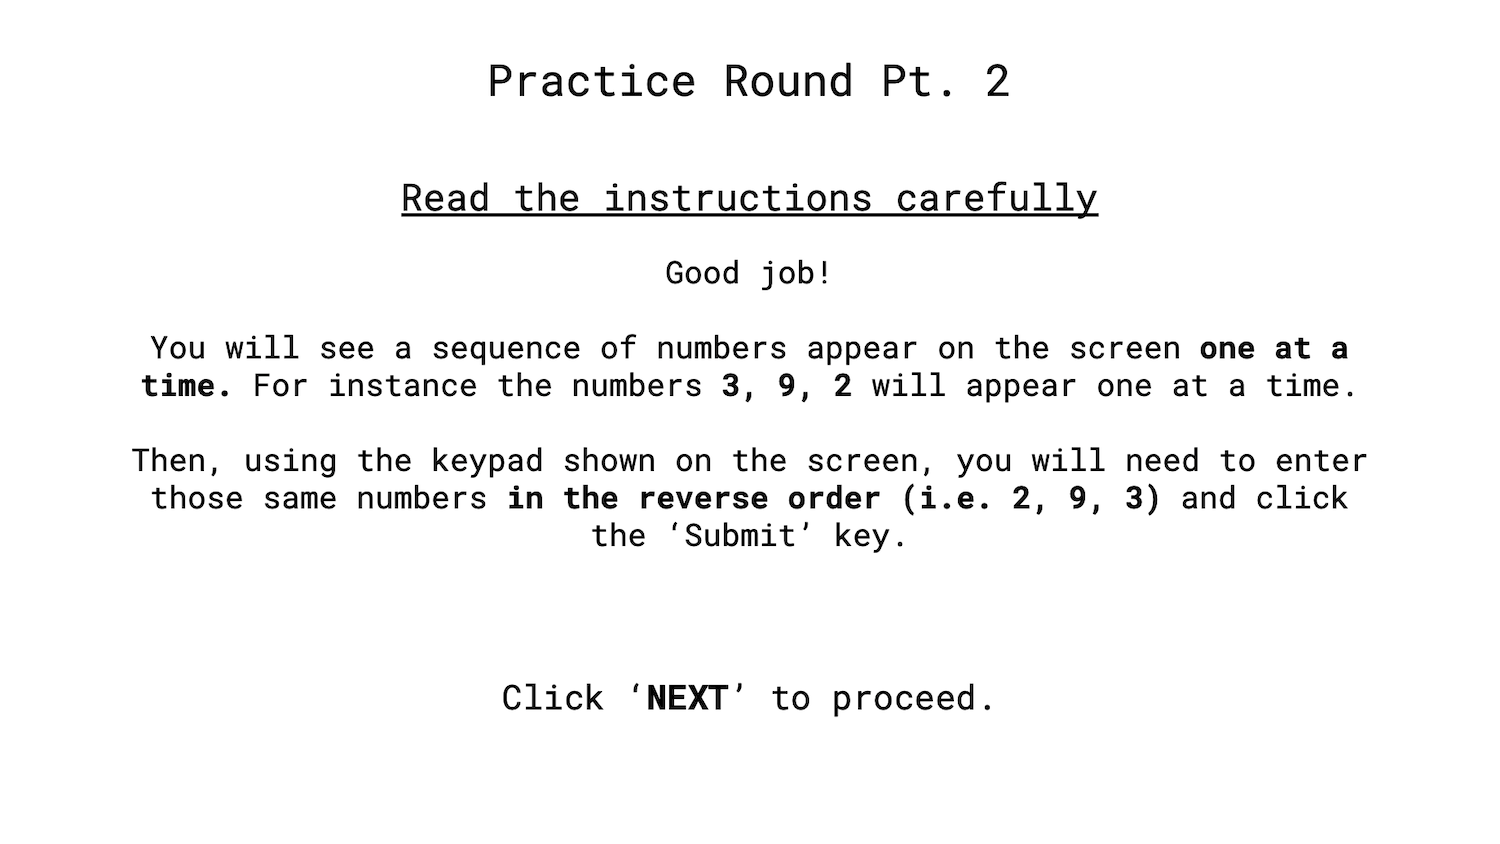 Practice Round Pt. 2
Read the instructions carefully
Good job!
You will see a sequence of numbers appear on the screen one at a
time. For instance the numbers 3, 9, 2 will appear one at a time.
Then, using the keypad shown on the screen, you will need to enter
those same numbers in the reverse order (i.e. 2, 9, 3) and click
the ‘Submit’ key.
Click ‘NEXT’ to proceed.